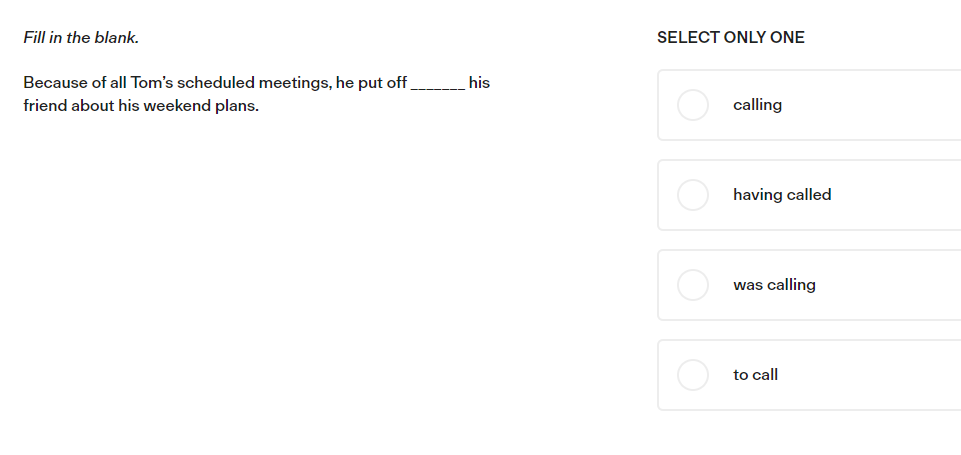 Fill in the blank.
Because of all Tom's scheduled meetings, he put off _______ his
friend about his weekend plans.
SELECT ONLY ONE
calling
having called
was calling
to call